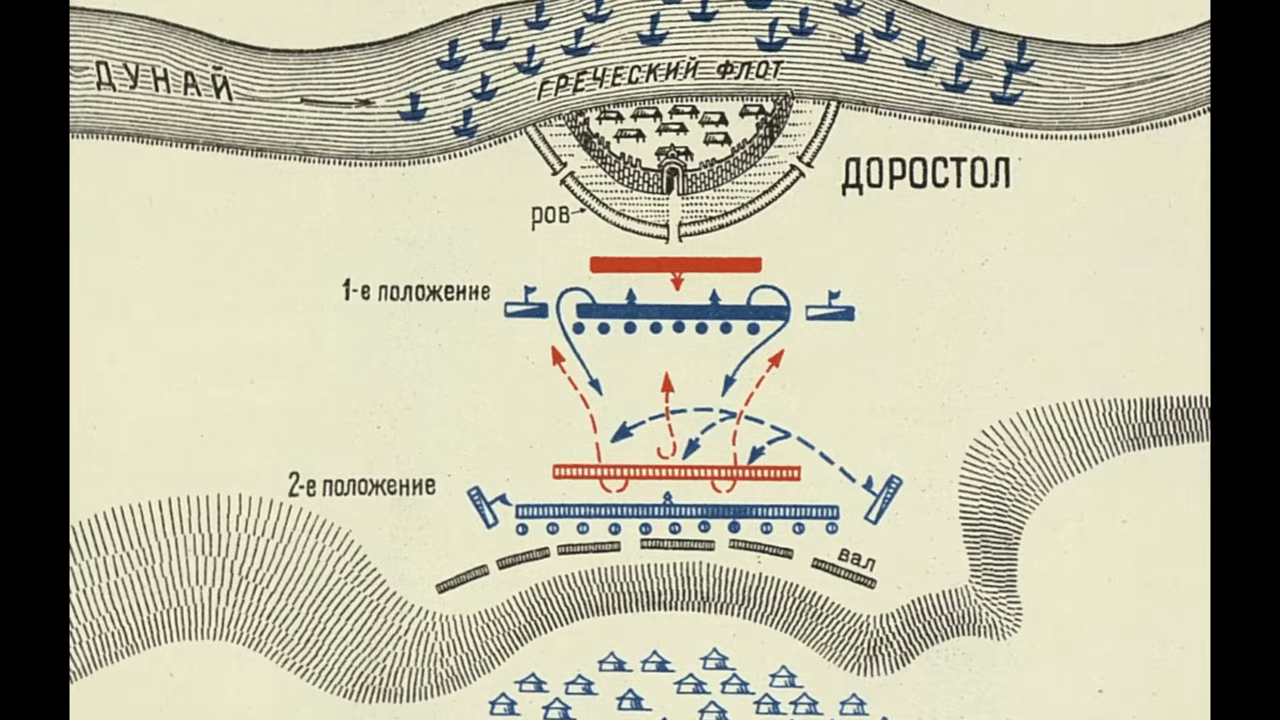 ДУНАЙ
ГРЕЧЕСКИЙ ФЛОТ
ДОРОСТОЛ
ров
1-е положение
2-е положение
вал